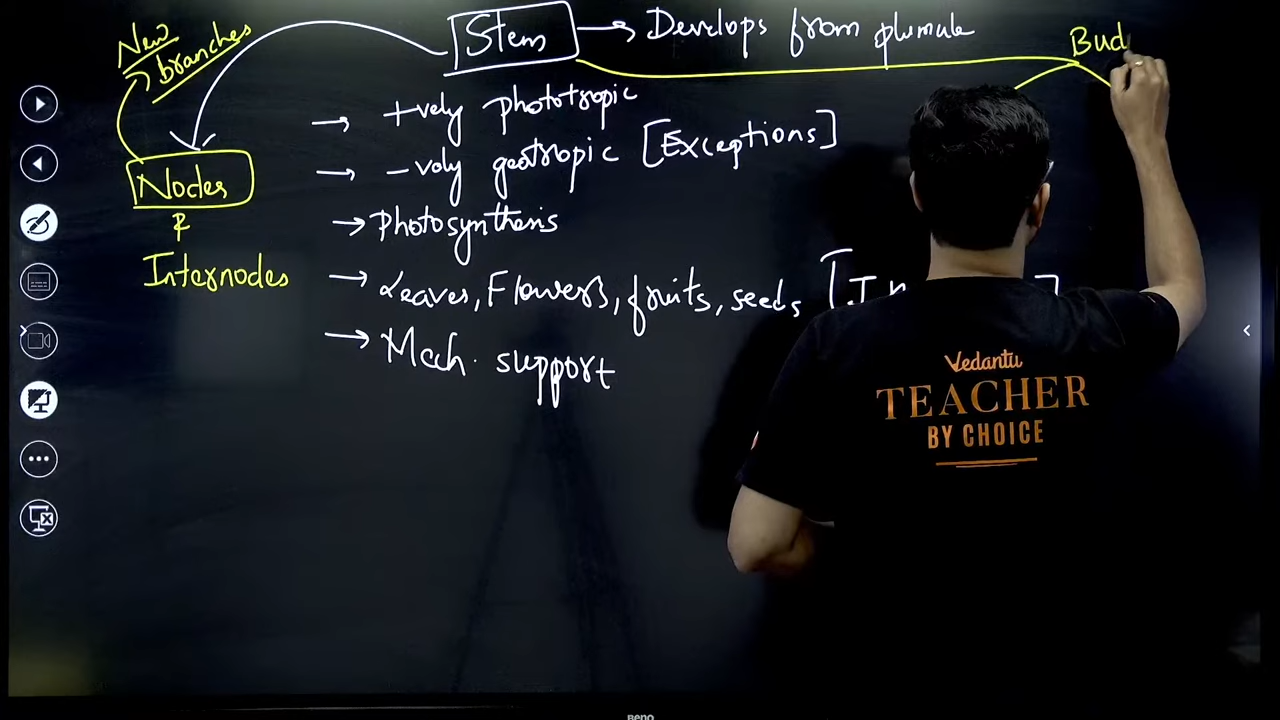 New
branches
Stem → Develops from plumule
Bud
→ +vely phototropic
→ -vely geotropic [Exceptions]
Nodes
&
Internodes
→ Photosynthesis
→ Leaves, Flowers, fruits, seeds [
→ Mech. support
Vedantu
TEACHER
BY CHOICE
BenQ